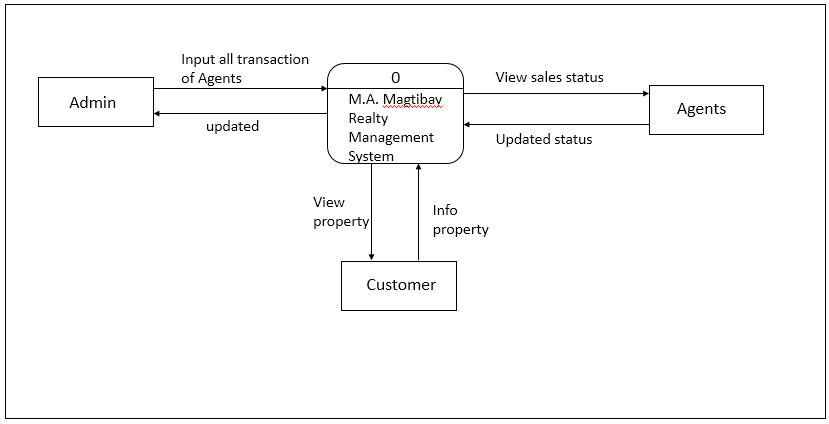 Input all transaction
of Agents
Admin
updated
0
M.A. Magtibay
Realty
Management
System
View sales status
Agents
Updated status
View
property
Info
property
Customer